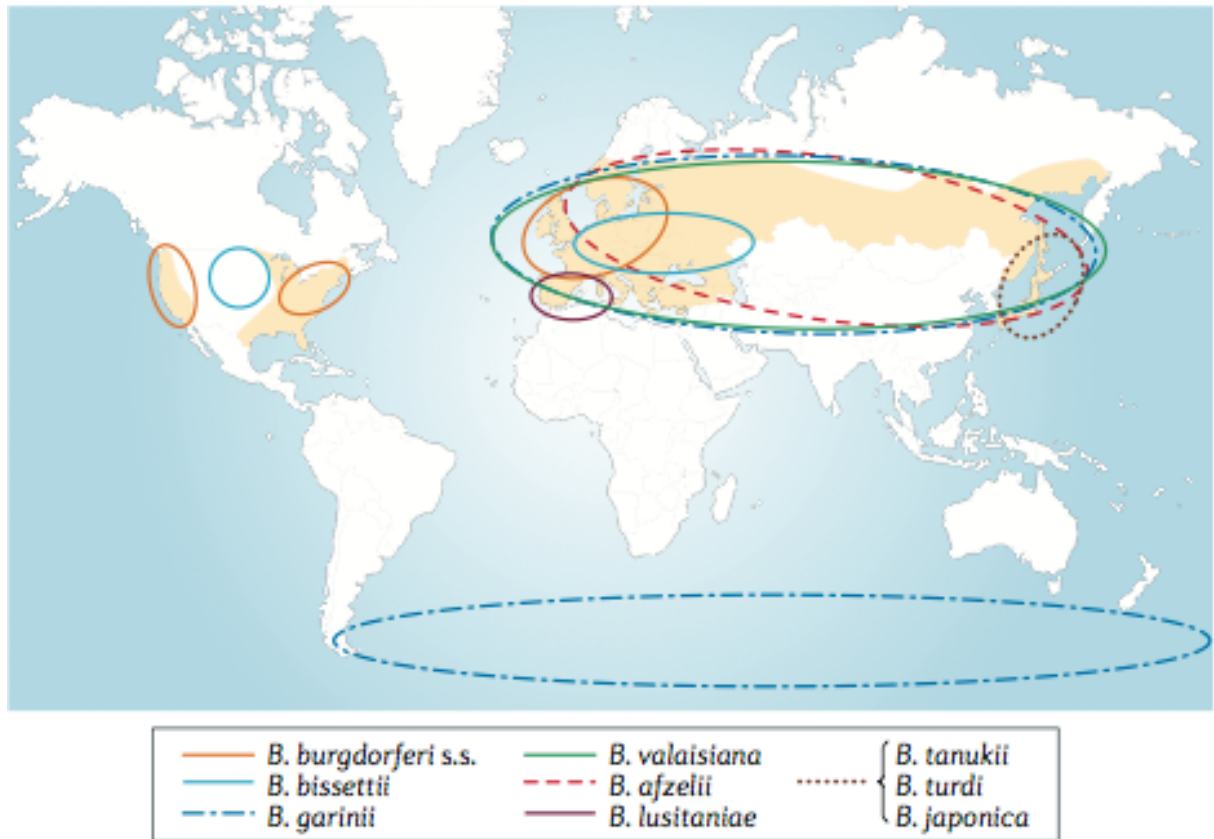 B. burgdorferi s.s.
B. bissettii
B. garinii
B. valaisiana
B. afzelii
B. lusitaniae
B. tanukii
B. turdi
B. japonica